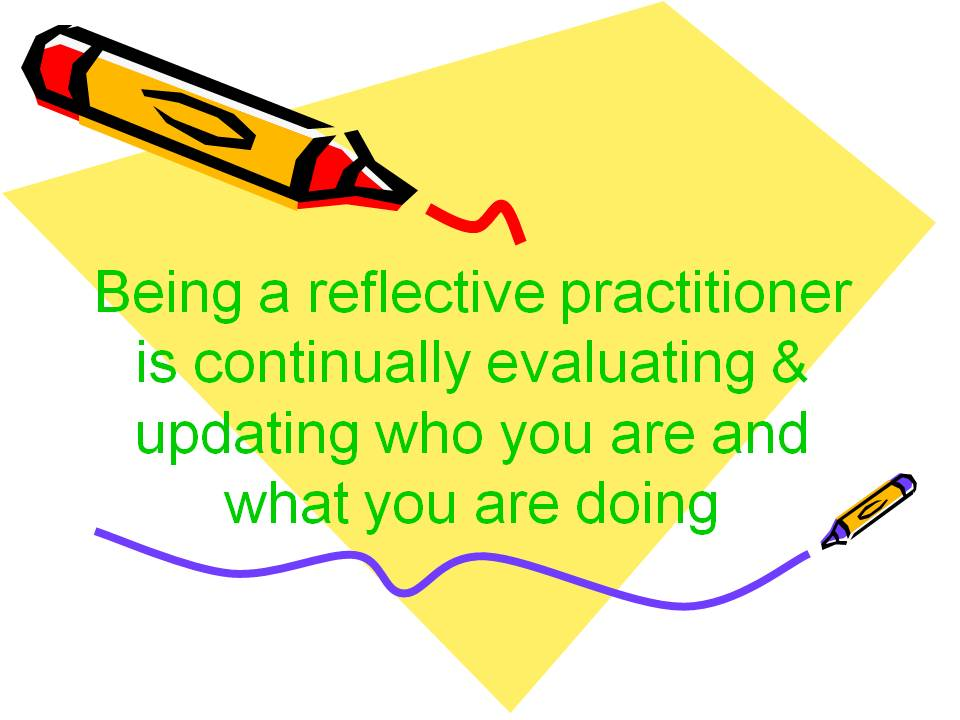 Being a reflective practitioner
is continually evaluating &
updating who you are and
what you are doing